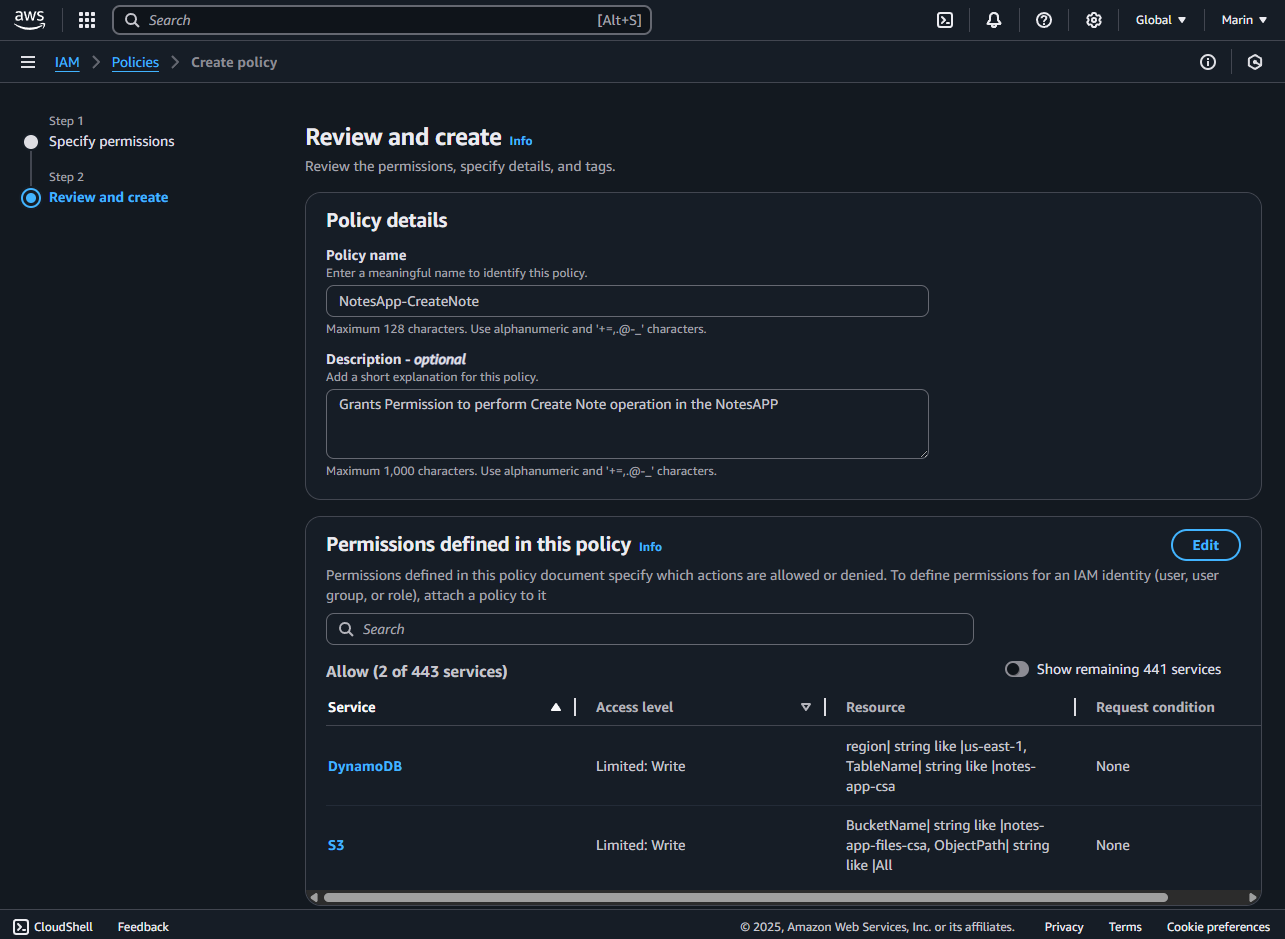 aws
Search [Alt+S]
Global Marin
IAM Policies Create policy
Step 1
Specify permissions
Step 2
Review and create
Review and create Info
Review the permissions, specify details, and tags.
Policy details
Policy name
Enter a meaningful name to identify this policy.
NotesApp-CreateNote
Maximum 128 characters. Use alphanumeric and '+=,.@-_' characters.
Description - optional
Add a short explanation for this policy.
Grants Permission to perform Create Note operation in the NotesAPP
Maximum 1,000 characters. Use alphanumeric and '+=,.@-_' characters.
Permissions defined in this policy Info
Edit
Permissions defined in this policy document specify which actions are allowed or denied. To define permissions for an IAM identity (user, user
group, or role), attach a policy to it
Search
Allow (2 of 443 services)
Show remaining 441 services
Service Access level Resource Request condition
DynamoDB
Limited: Write
region| string like |us-east-1,
TableName| string like |notes-
app-csa
None
S3
Limited: Write
BucketName| string like |notes-
app-files-csa, ObjectPath| string
like |All
None
CloudShell Feedback © 2025, Amazon Web Services, Inc. or its affiliates. Privacy Terms Cookie preferences